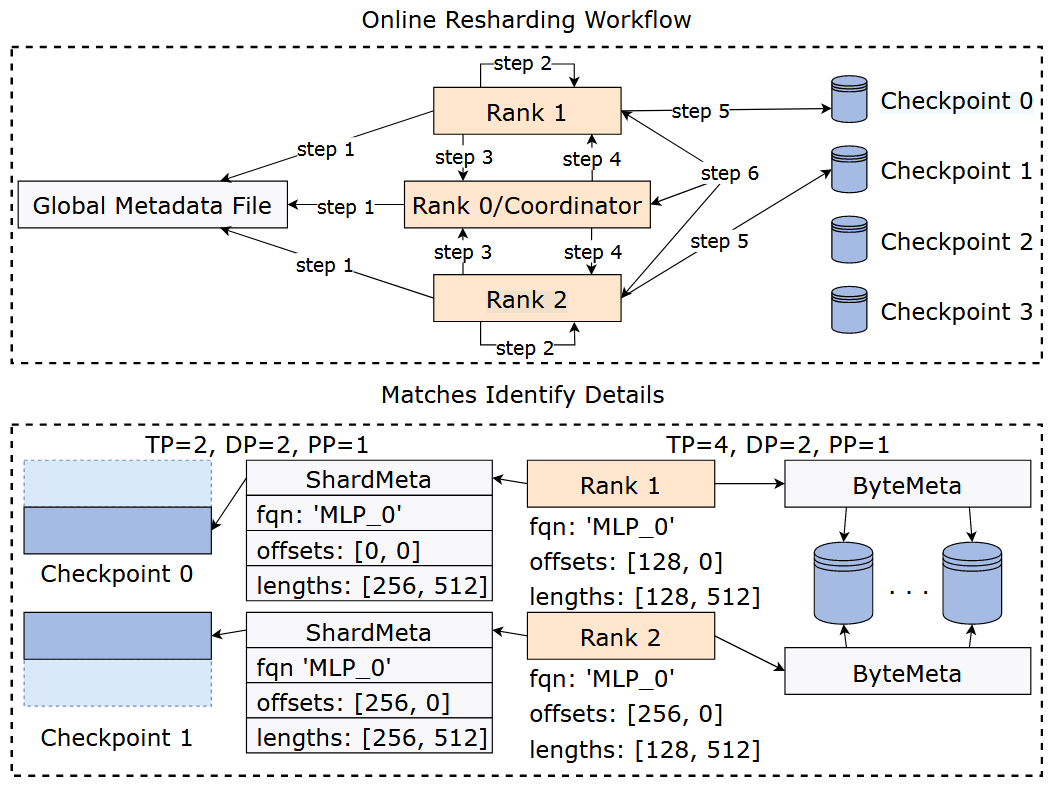 Online Resharding Workflow
step 2
Rank 1
step 5
Checkpoint 0
step 1
step 3
step 4
Checkpoint 1
step 6
Global Metadata File
step 1
Rank 0/Coordinator
step 5
Checkpoint 2
step 1
step 3
step 4
Rank 2
Checkpoint 3
step 2
Matches Identify Details
TP=2, DP=2, PP=1
TP=4, DP=2, PP=1
ShardMeta
fqn: 'MLP_0'
offsets: [0, 0]
lengths: [256, 512]
Checkpoint 0
Rank 1
fqn: 'MLP_0'
offsets: [128, 0]
lengths: [128, 512]
ByteMeta
. . .
ShardMeta
fqn 'MLP_0'
offsets: [256, 0]
lengths: [256, 512]
Checkpoint 1
Rank 2
fqn: 'MLP_0'
offsets: [256, 0]
lengths: [128, 512]
ByteMeta